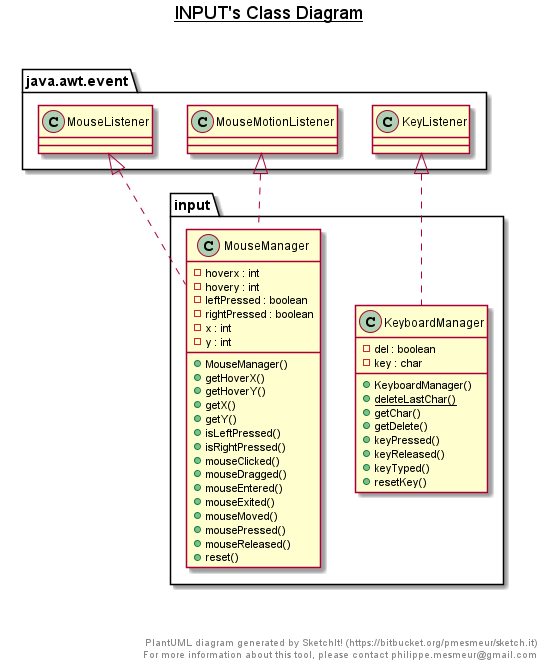 INPUT's Class Diagram
java.awt.event
C MouseListener
C MouseMotionListener
C KeyListener
input
C MouseManager
hoverx : int
hovery : int
leftPressed : boolean
rightPressed : boolean
x : int
y : int
MouseManager()
getHoverX()
getHoverY()
getX()
getY()
isLeftPressed()
isRightPressed()
mouseClicked()
mouseDragged()
mouseEntered()
mouseExited()
mouseMoved()
mousePressed()
mouseReleased()
reset()
C KeyboardManager
del : boolean
key : char
KeyboardManager()
deleteLastChar()
getChar()
getDelete()
keyPressed()
keyReleased()
keyTyped()
resetKey()
PlantUML diagram generated by SketchIt! (https://bitbucket.org/pmesmeur/sketch.it)
For more information about this tool, please contact philippe.mesmeur@gmail.com